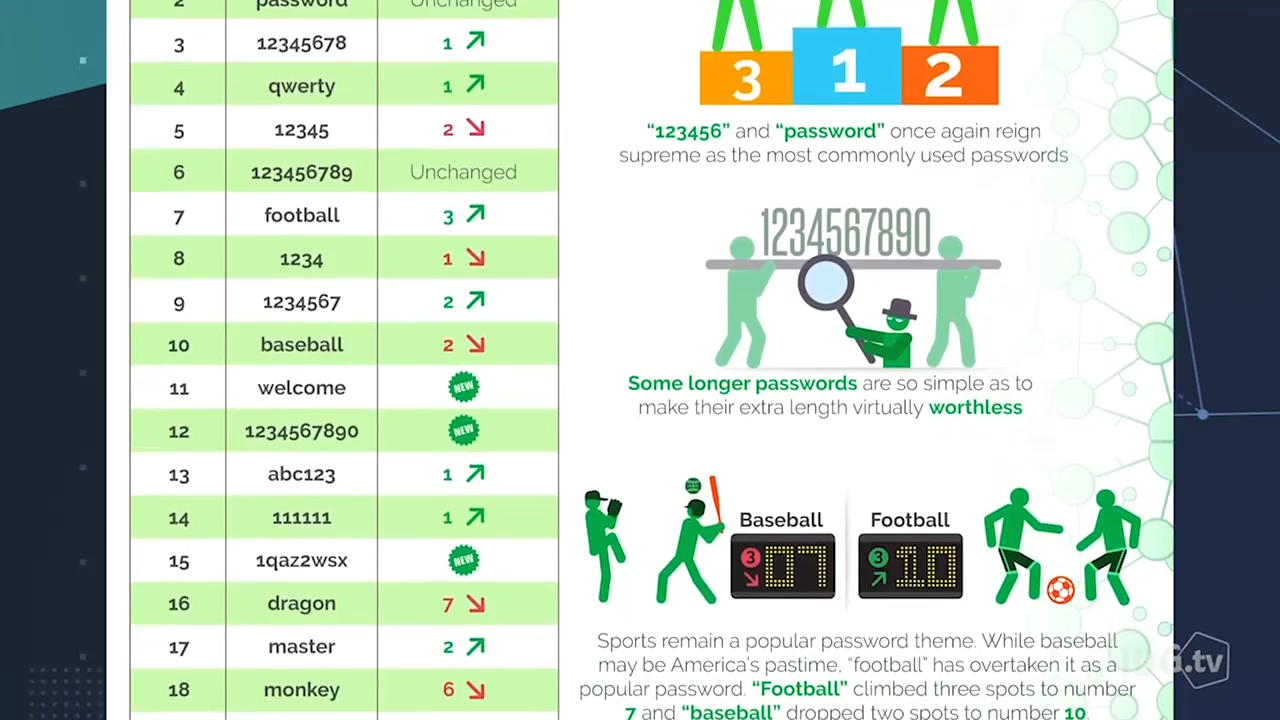 2 password Unchanged
3 12345678 1
4 qwerty 1
5 12345 2
6 123456789 Unchanged
7 football 3
8 1234 1
9 1234567 2
10 baseball 2
11 welcome NEW
12 1234567890 NEW
13 abc123 1
14 111111 1
15 1qaz2wsx NEW
16 dragon 7
17 master 2
18 monkey 6
3 1 2
“123456” and “password” once again reign
supreme as the most commonly used passwords
1234567890
Some longer passwords are so simple as to
make their extra length virtually worthless
Baseball Football
3 07 3 10
Sports remain a popular password theme. While baseball
may be America's pastime, “football” has overtaken it as a
popular password. “Football” climbed three spots to number
7 and “baseball” dropped two spots to number 10.
.tv